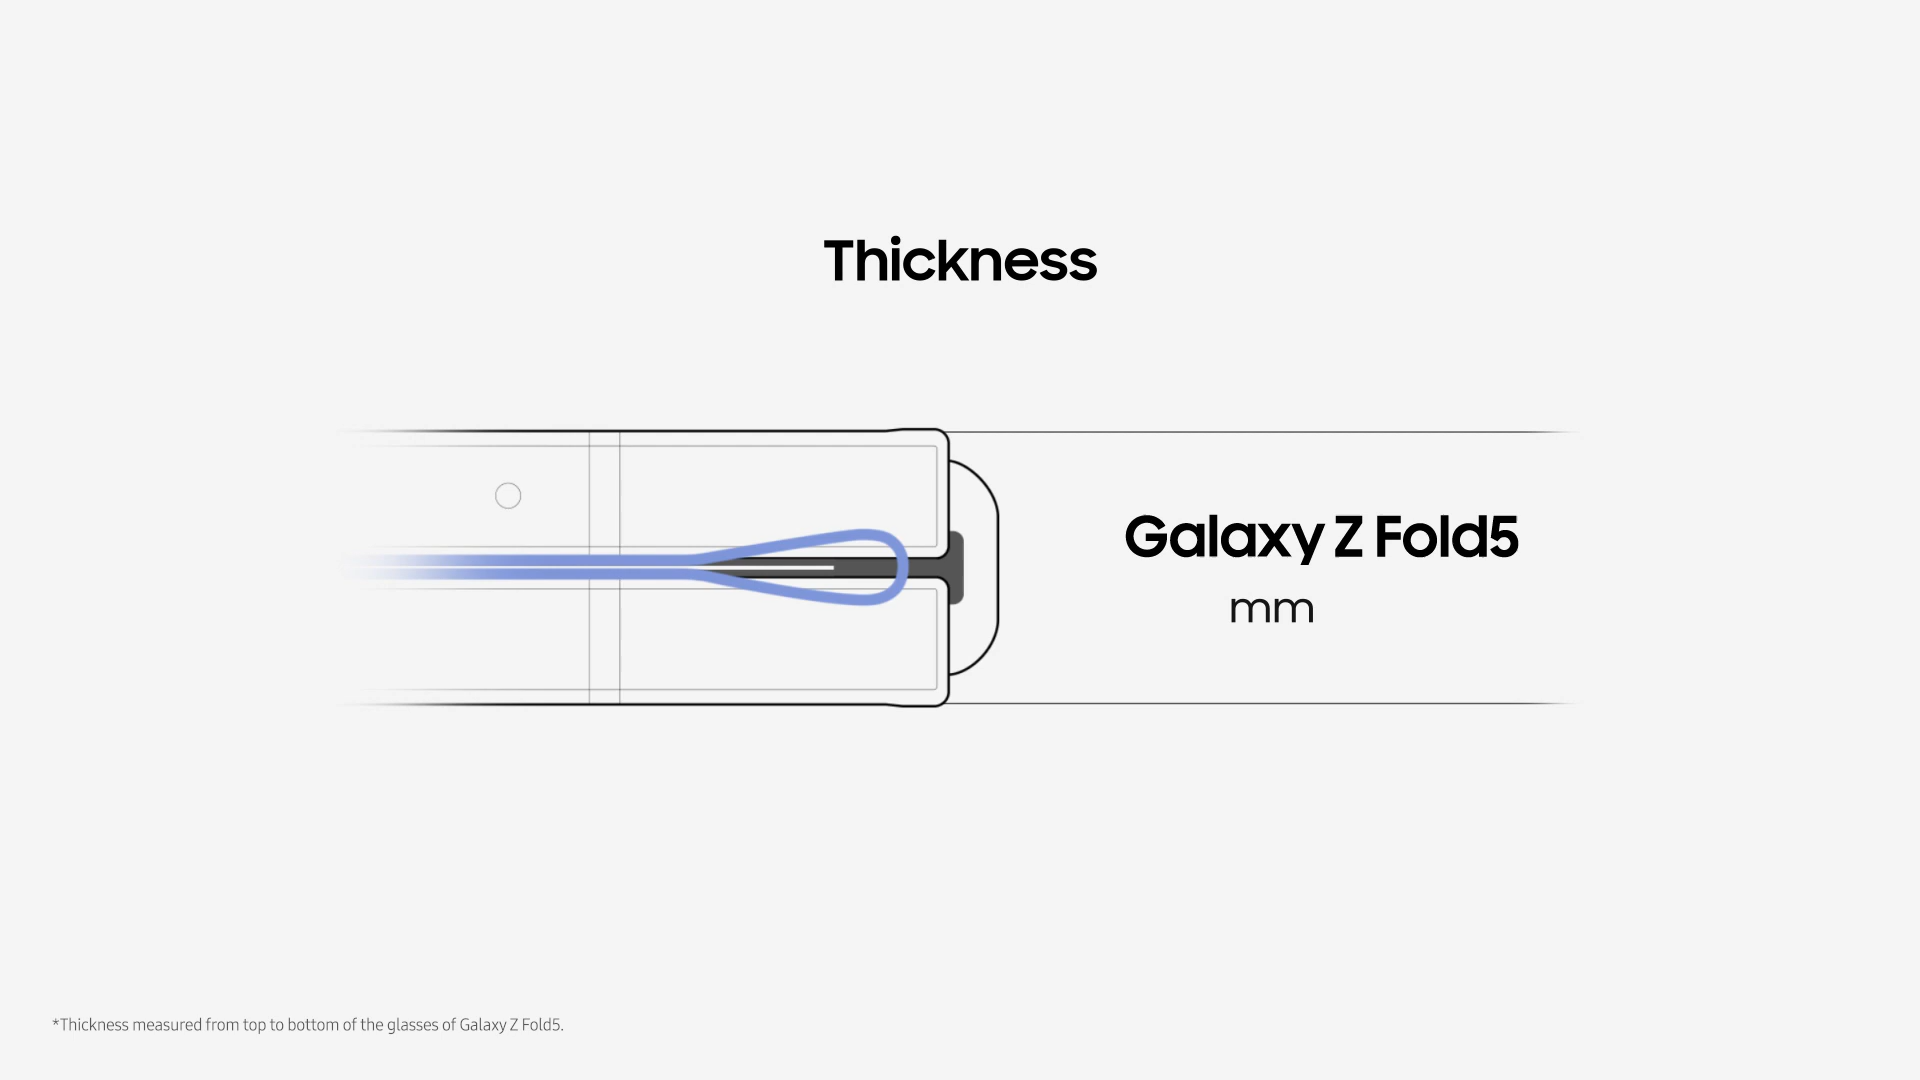 Thickness
Galaxy Z Fold5
mm
*Thickness measured from top to bottom of the glasses of Galaxy Z Fold5.